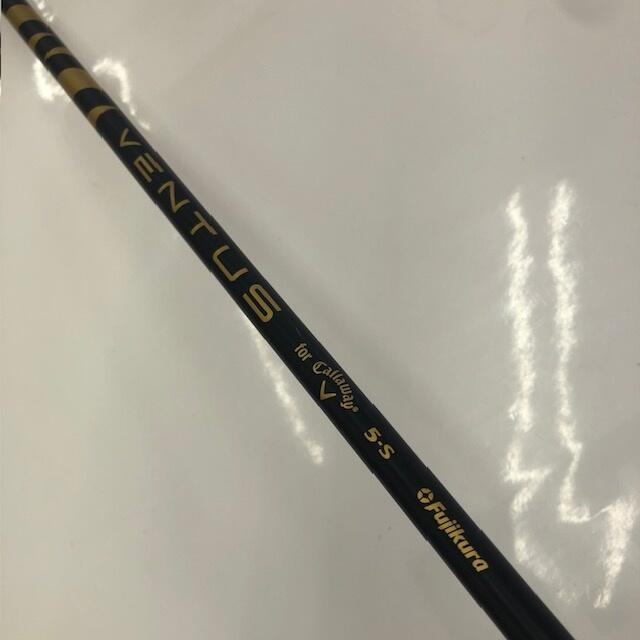 VENTUS
for Callaway®
5-S
Fujikura